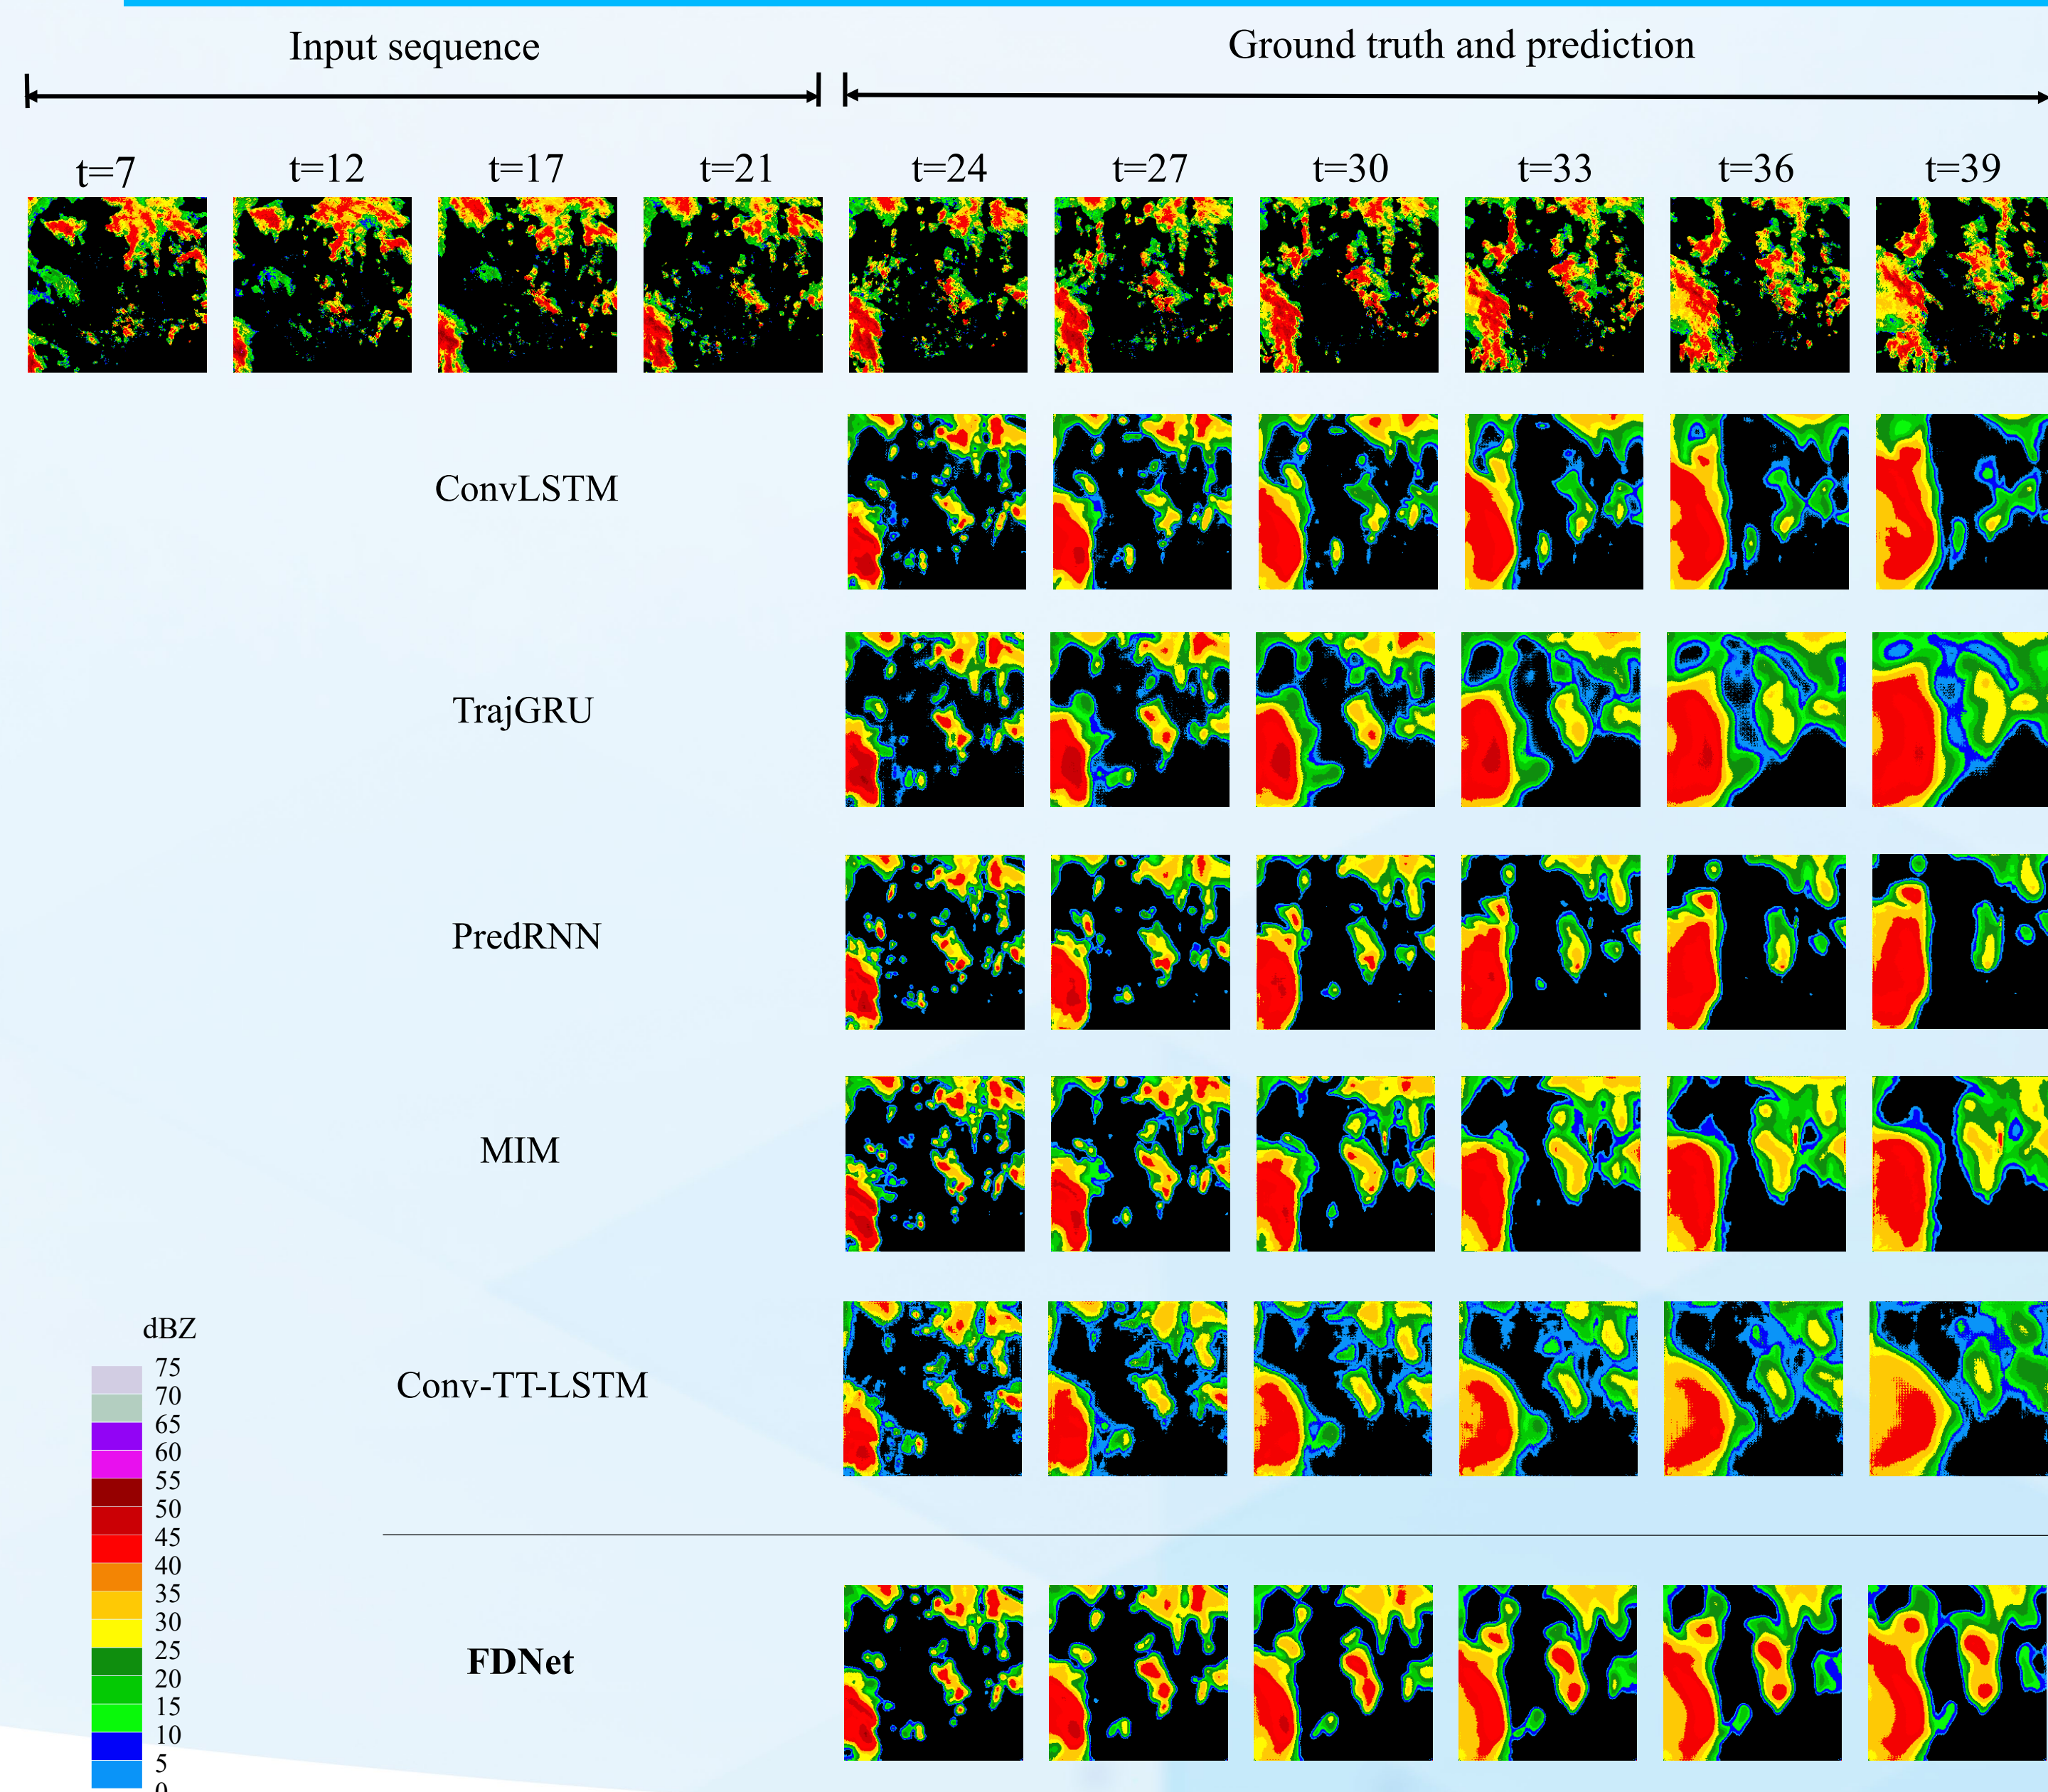 Input sequence
Ground truth and prediction
t=7
t=12
t=17
t=21
t=24
t=27
t=30
t=33
t=36
t=39
ConvLSTM
TrajGRU
PredRNN
MIM
Conv-TT-LSTM
FDNet
dBZ
75
70
65
60
55
50
45
40
35
30
25
20
15
10
5
0